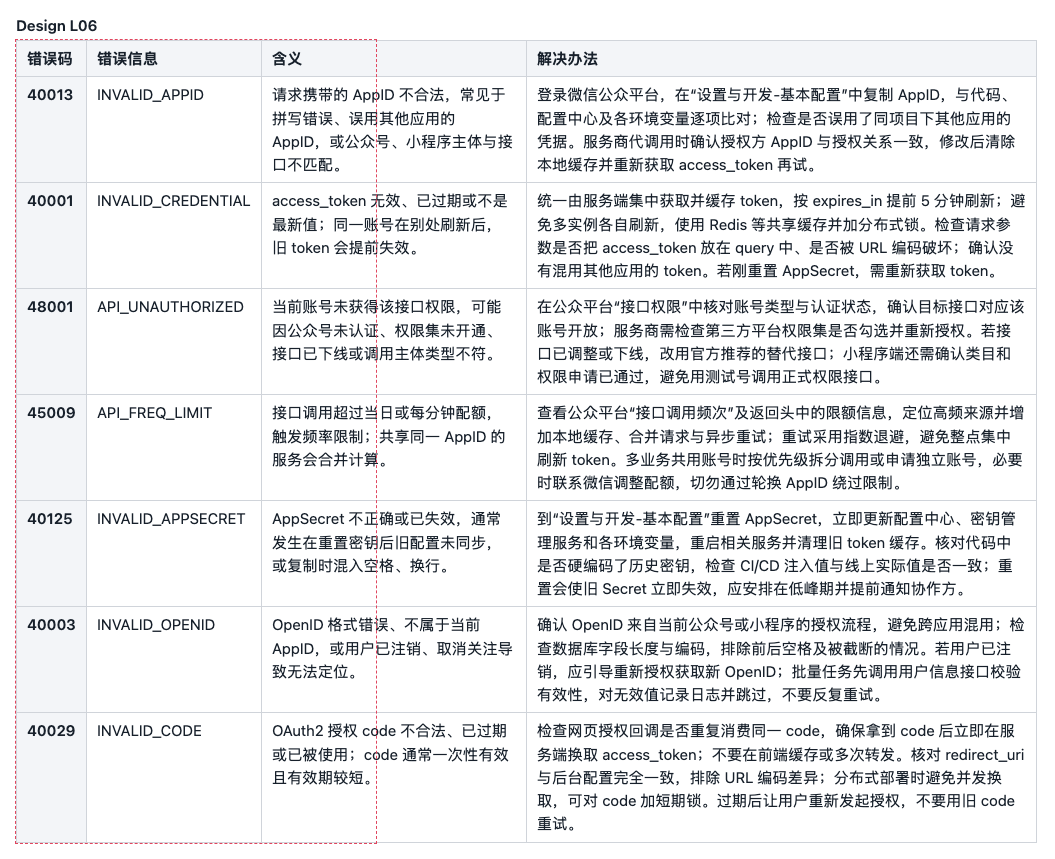 Design L06
错误码 错误信息 含义 解决办法
40013 INVALID_APPID
请求携带的 AppID 不合法，常见于
拼写错误、误用其他应用的
AppID，或公众号、小程序主体与接
口不匹配。
登录微信公众平台，在“设置与开发-基本配置”中复制 AppID，与代码、
配置中心及各环境变量逐项比对；检查是否误用了同项目下其他应用的
凭据。服务商代调用时确认授权方 AppID 与授权关系一致，修改后清除
本地缓存并重新获取 access_token 再试。
40001 INVALID_CREDENTIAL
access_token 无效、已过期或不是
最新值；同一账号在别处刷新后，
旧 token 会提前失效。
统一由服务端集中获取并缓存 token，按 expires_in 提前 5 分钟刷新；避
免多实例各自刷新，使用 Redis 等共享缓存并加分布式锁。检查请求参
数是否把 access_token 放在 query 中、是否被 URL 编码破坏；确认没
有混用其他应用的 token。若刚重置 AppSecret，需重新获取 token。
48001 API_UNAUTHORIZED
当前账号未获得该接口权限，可能
因公众号未认证、权限集未开通、
接口已下线或调用主体类型不符。
在公众平台“接口权限”中核对账号类型与认证状态，确认目标接口对应该
账号开放；服务商需检查第三方平台权限集是否勾选并重新授权。若接
口已调整或下线，改用官方推荐的替代接口；小程序端还需确认类目和
权限申请已通过，避免用测试号调用正式权限接口。
45009 API_FREQ_LIMIT
接口调用超过当日或每分钟配额，
触发频率限制；共享同一 AppID 的
服务会合并计算。
查看公众平台“接口调用频次”及返回头中的限额信息，定位高频来源并增
加本地缓存、合并请求与异步重试；重试采用指数退避，避免整点集中
刷新 token。多业务共用账号时按优先级拆分调用或申请独立账号，必要
时联系微信调整配额，切勿通过轮换 AppID 绕过限制。
40125 INVALID_APPSECRET
AppSecret 不正确或已失效，通常
发生在重置密钥后旧配置未同步，
或复制时混入空格、换行。
到“设置与开发-基本配置”重置 AppSecret，立即更新配置中心、密钥管
理服务和各环境变量，重启相关服务并清理旧 token 缓存。核对代码中
是否硬编码了历史密钥，检查 CI/CD 注入值与线上实际值是否一致；重
置会使旧 Secret 立即失效，应安排在低峰期并提前通知协作方。
40003 INVALID_OPENID
OpenID 格式错误、不属于当前
AppID，或用户已注销、取消关注导
致无法定位。
确认 OpenID 来自当前公众号或小程序的授权流程，避免跨应用混用；检
查数据库字段长度与编码，排除前后空格及被截断的情况。若用户已注
销，应引导重新授权获取新 OpenID；批量任务先调用用户信息接口校验
有效性，对无效值记录日志并跳过，不要反复重试。
40029 INVALID_CODE
OAuth2 授权 code 不合法、已过期
或已被使用；code 通常一次性有效
且有效期较短。
检查网页授权回调是否重复消费同一 code，确保拿到 code 后立即在服
务端换取 access_token；不要在前端缓存或多次转发。核对 redirect_uri
与后台配置完全一致，排除 URL 编码差异；分布式部署时避免并发换
取，可对 code 加短期锁。过期后让用户重新发起授权，不要用旧 code
重试。